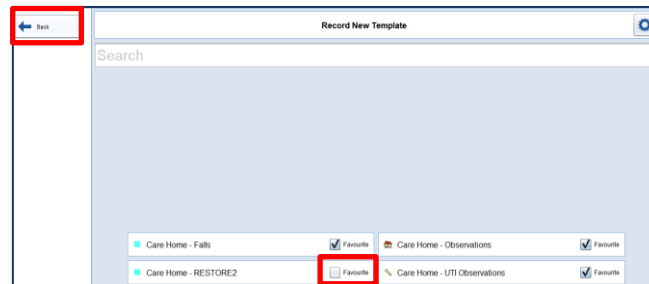 Back
Record New Template
Search
Care Home - Falls Favourite Care Home - Observations Favourite
Care Home - RESTORE2 Favourite Care Home - UTI Observations Favourite